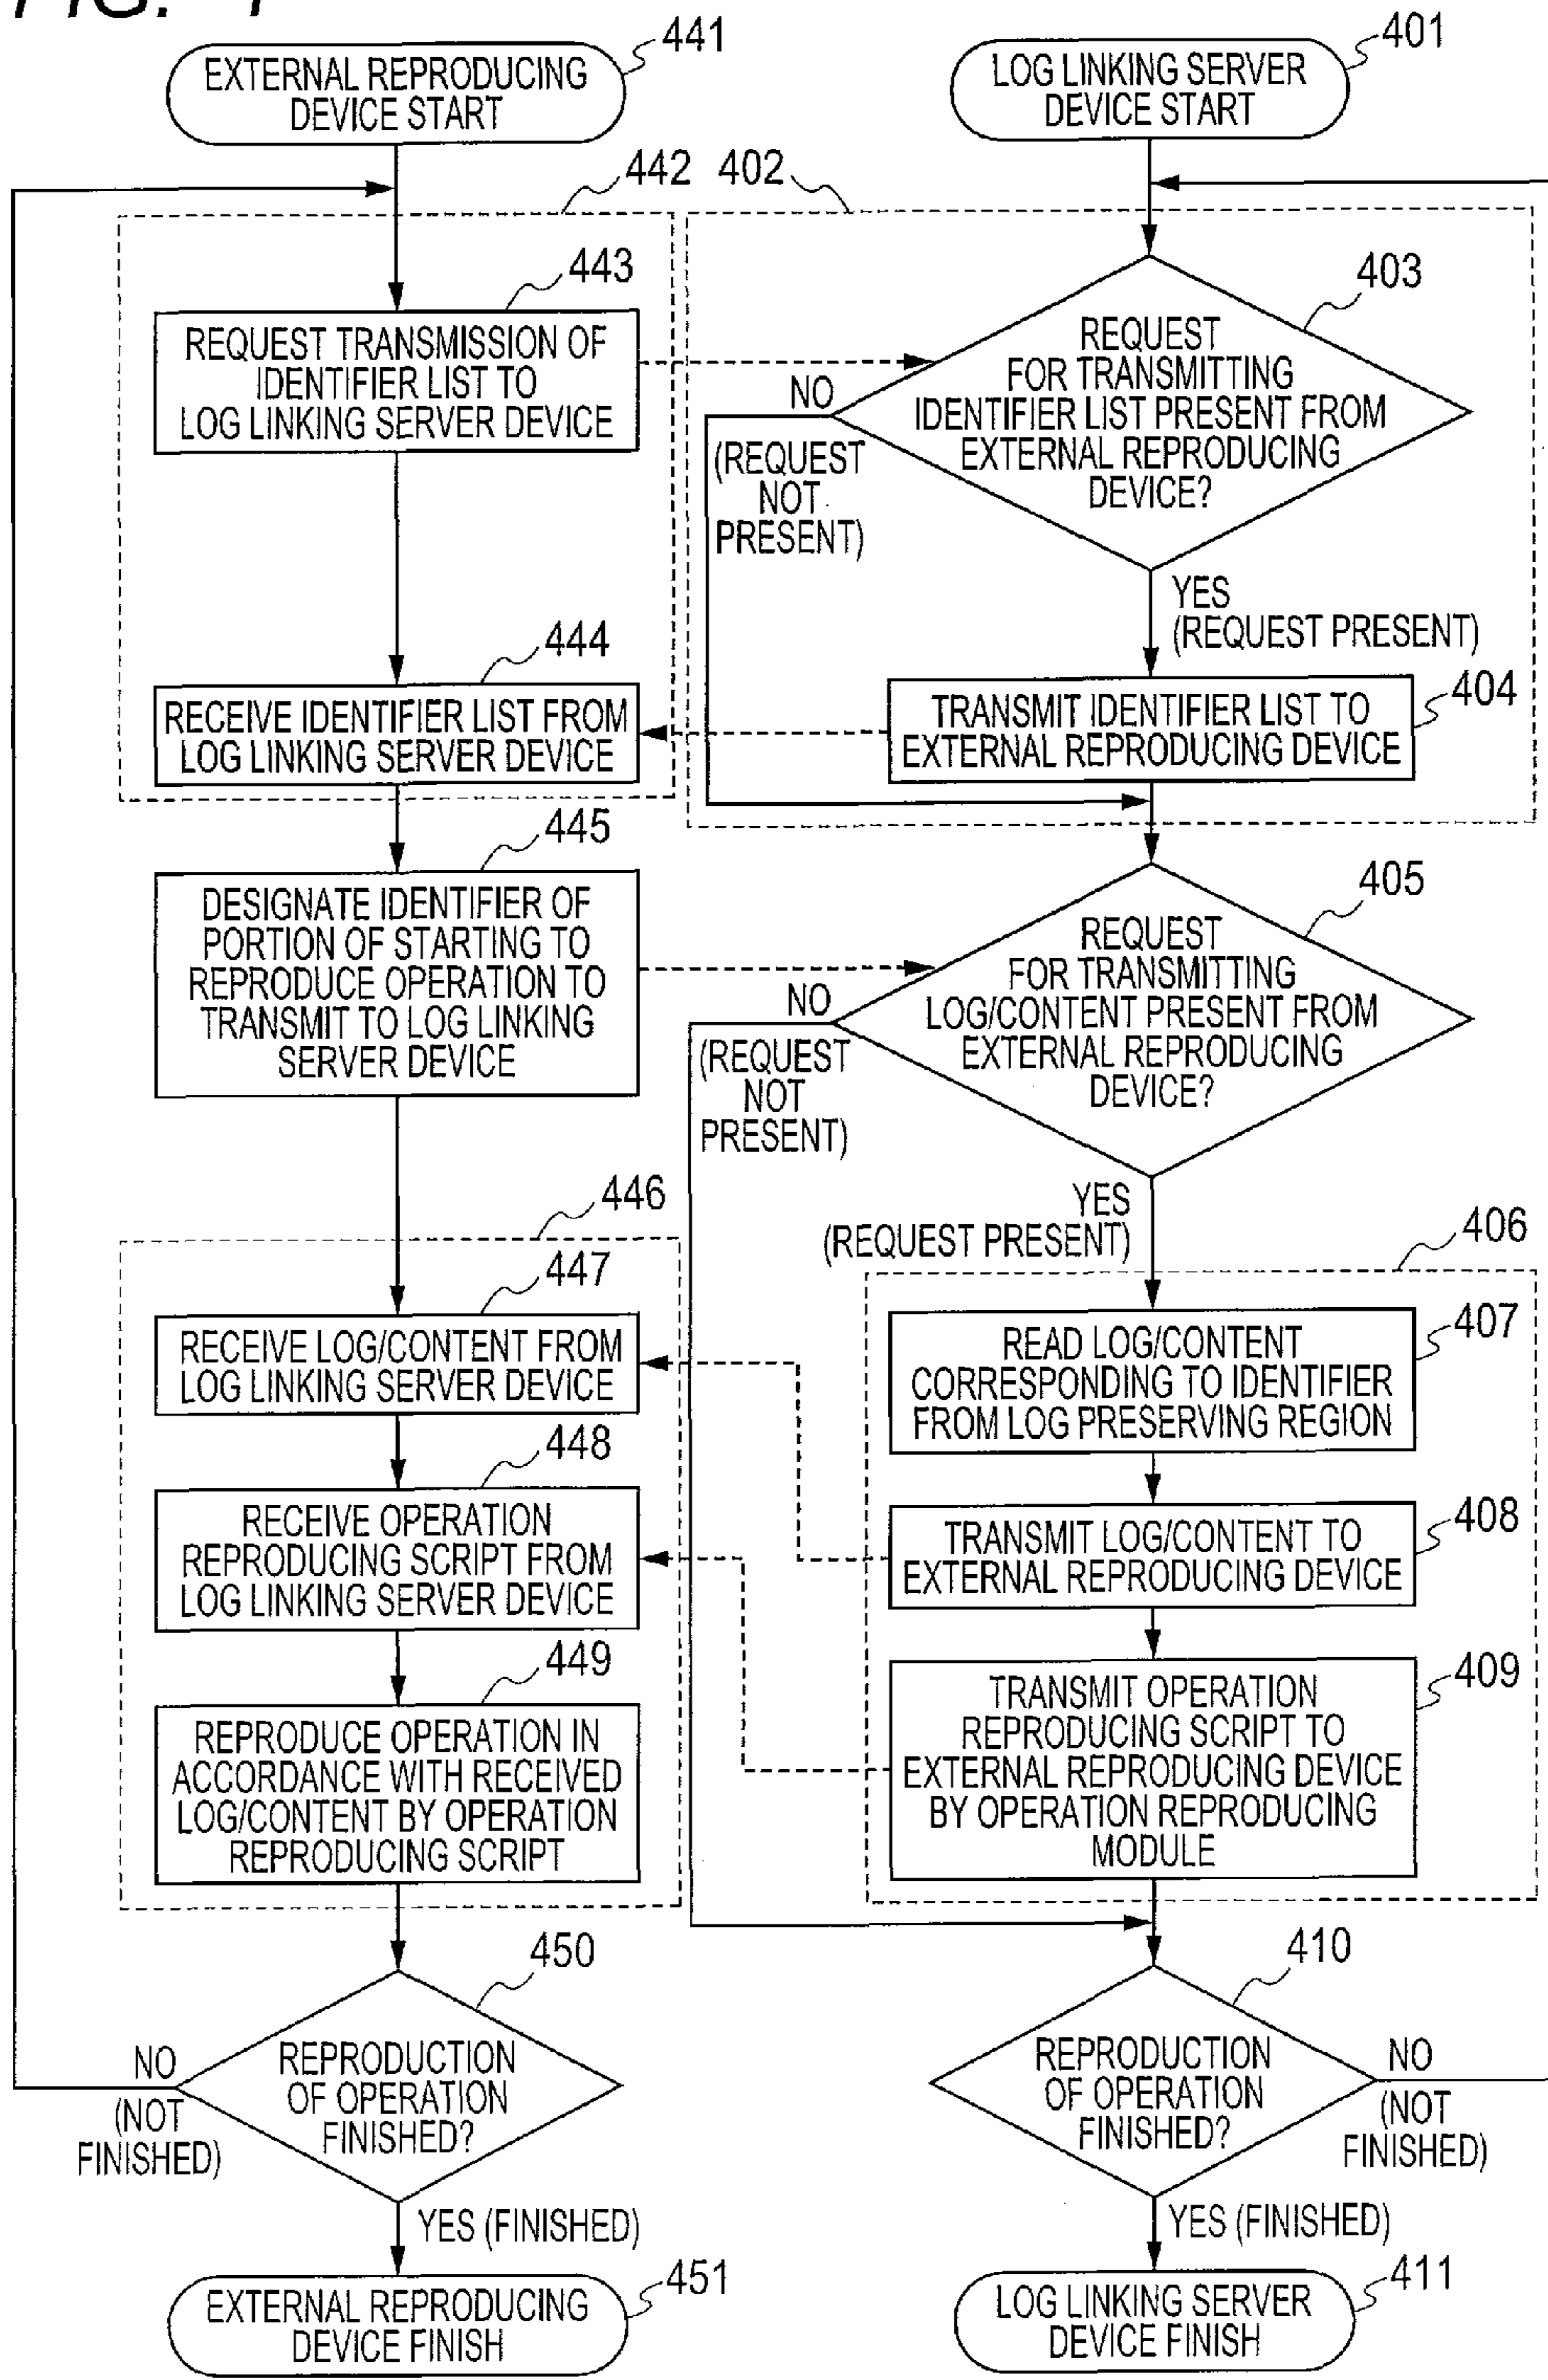 FIG.
EXTERNAL REPRODUCING
DEVICE START
441
442
443
REQUEST TRANSMISSION OF
IDENTIFIER LIST TO
LOG LINKING SERVER DEVICE
444
RECEIVE IDENTIFIER LIST FROM
LOG LINKING SERVER DEVICE
445
DESIGNATE IDENTIFIER OF
PORTION OF STARTING TO
REPRODUCE OPERATION TO
TRANSMIT TO LOG LINKING
SERVER DEVICE
446
447
RECEIVE LOG/CONTENT FROM
LOG LINKING SERVER DEVICE
448
RECEIVE OPERATION
REPRODUCING SCRIPT FROM
LOG LINKING SERVER DEVICE
449
REPRODUCE OPERATION IN
ACCORDANCE WITH RECEIVED
LOG/CONTENT BY OPERATION
REPRODUCING SCRIPT
450
REPRODUCTION
OF OPERATION
FINISHED?
NO
(NOT
FINISHED)
YES (FINISHED)
EXTERNAL REPRODUCING
DEVICE FINISH
451
LOG LINKING SERVER
DEVICE START
401
402
403
REQUEST
FOR TRANSMITTING
IDENTIFIER LIST PRESENT FROM
EXTERNAL REPRODUCING
DEVICE?
NO
(REQUEST
NOT
PRESENT)
YES
(REQUEST PRESENT)
404
TRANSMIT IDENTIFIER LIST TO
EXTERNAL REPRODUCING DEVICE
405
REQUEST
FOR TRANSMITTING
LOG/CONTENT PRESENT FROM
EXTERNAL REPRODUCING
DEVICE?
NO
(REQUEST
NOT
PRESENT)
YES
(REQUEST PRESENT)
406
407
READ LOG/CONTENT
CORRESPONDING TO IDENTIFIER
FROM LOG PRESERVING REGION
408
TRANSMIT LOG/CONTENT TO
EXTERNAL REPRODUCING DEVICE
409
TRANSMIT OPERATION
REPRODUCING SCRIPT TO
EXTERNAL REPRODUCING DEVICE
BY OPERATION REPRODUCING
MODULE
410
REPRODUCTION
OF OPERATION
FINISHED?
NO
(NOT
FINISHED)
YES (FINISHED)
LOG LINKING SERVER
DEVICE FINISH
411